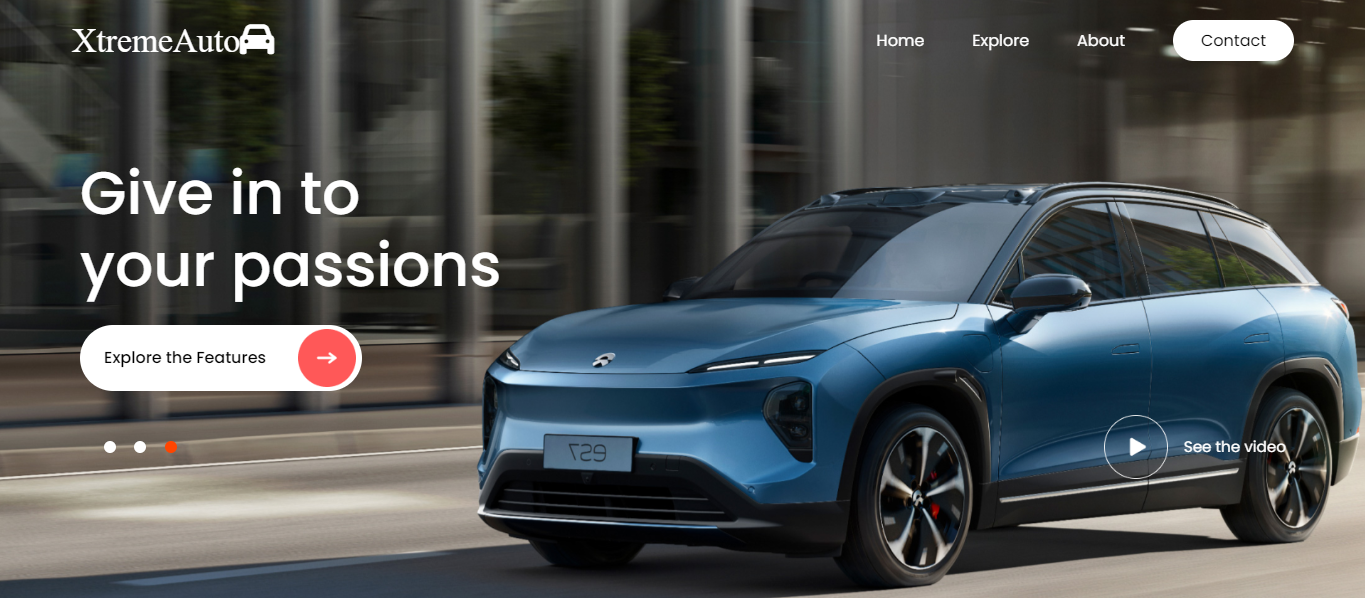 XtremeAuto
Home
Explore
About
Contact
Give in to
your passions
Explore the Features
ES7
See the video